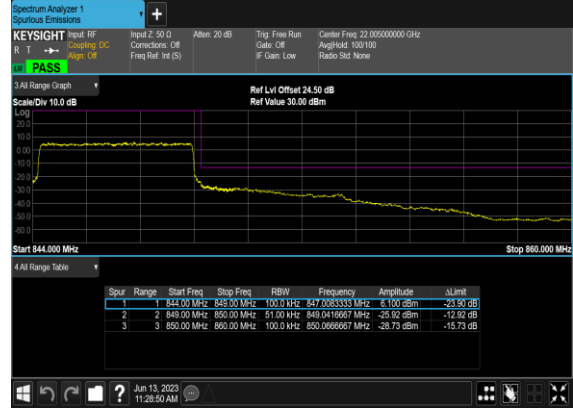 Spectrum Analyzer 1
Spurious Emissions
KEYSIGHT Input: RF Input Z: 50 Ω Atten: 20 dB Trig: Free Run Center Freq: 22.005000000 GHz
R T Coupling: DC Corrections: Off Gate: Off Avg|Hold: 100/100
Align: Off Freq Ref: Int (S) IF Gain: Low Radio Std: None
PASS
3 All Range Graph
Ref Lvl Offset 24.50 dB
Scale/Div 10.0 dB Ref Value 30.00 dBm
Log
20.0
10.0
0.00
-10.0
-20.0
-30.0
-40.0
-50.0
-60.0
Start 844.000 MHz Stop 860.000 MHz
4 All Range Table
Spur Range Start Freq Stop Freq RBW Frequency Amplitude ΔLimit
1 1 844.00 MHz 849.00 MHz 100.0 kHz 847.0083333 MHz 6.100 dBm -23.90 dB
2 2 849.00 MHz 850.00 MHz 51.00 kHz 849.0416667 MHz -25.92 dBm -12.92 dB
3 3 850.00 MHz 860.00 MHz 100.0 kHz 850.0666667 MHz -28.73 dBm -15.73 dB
? Jun 13, 2023
11:28:50 AM